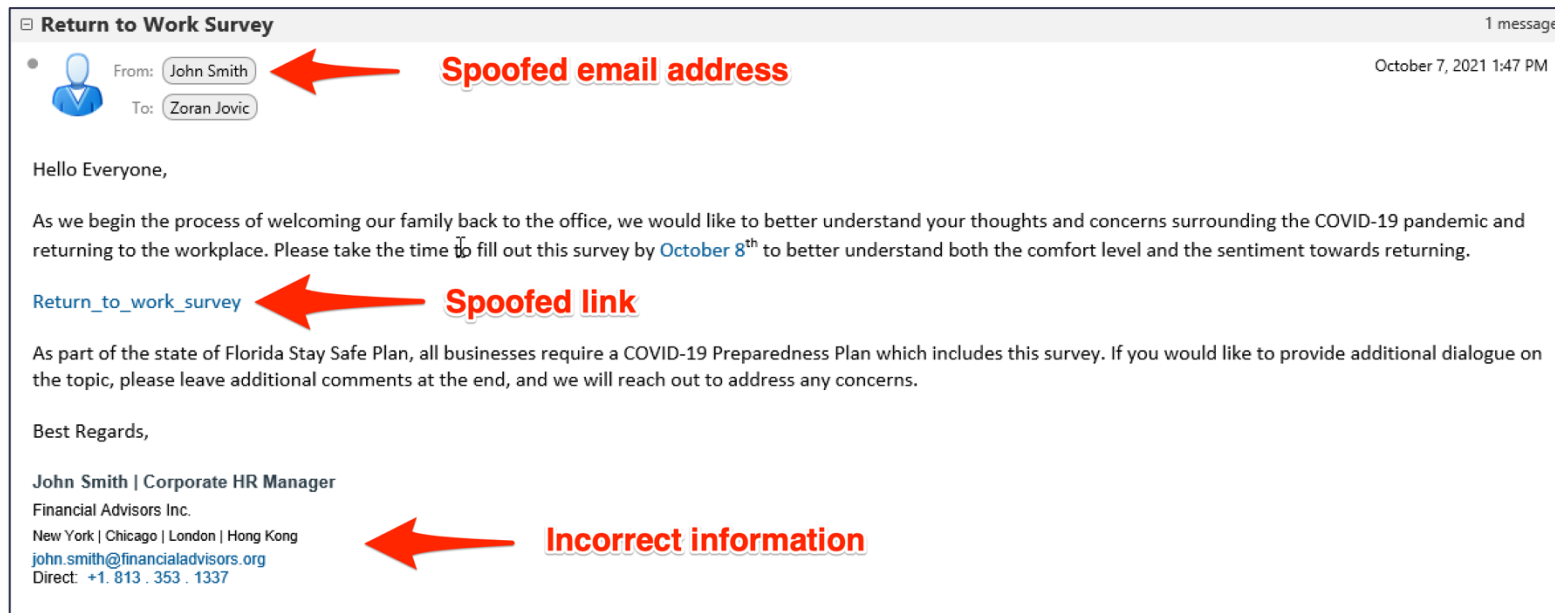 Return to Work Survey
1 message
From: John Smith
Spoofed email address
October 7, 2021 1:47 PM
To: Zoran Jovic
Hello Everyone,
As we begin the process of welcoming our family back to the office, we would like to better understand your thoughts and concerns surrounding the COVID-19 pandemic and
returning to the workplace. Please take the time to fill out this survey by October 8th to better understand both the comfort level and the sentiment towards returning.
Return_to_work_survey
Spoofed link
As part of the state of Florida Stay Safe Plan, all businesses require a COVID-19 Preparedness Plan which includes this survey. If you would like to provide additional dialogue on
the topic, please leave additional comments at the end, and we will reach out to address any concerns.
Best Regards,
John Smith | Corporate HR Manager
Financial Advisors Inc.
New York | Chicago | London | Hong Kong
Incorrect information
john.smith@financialadvisors.org
Direct: +1. 813 . 353 . 1337